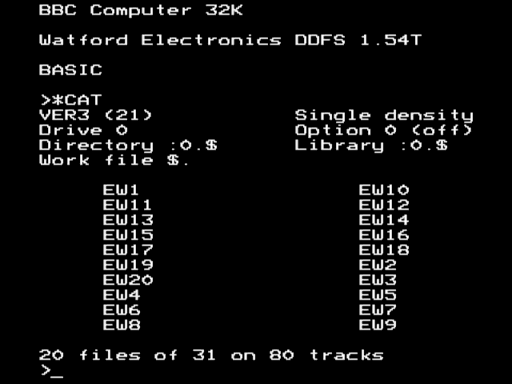 BBC Computer 32K
Watford Electronics DDFS 1.54T
BASIC
>*CAT
VER3 (21) Single density
Drive 0 Option 0 (off)
Directory :0.$ Library :0.$
Work file $.
EW1 EW10
EW11 EW12
EW13 EW14
EW15 EW16
EW17 EW18
EW19 EW2
EW20 EW3
EW4 EW5
EW6 EW7
EW8 EW9
20 files of 31 on 80 tracks
>_